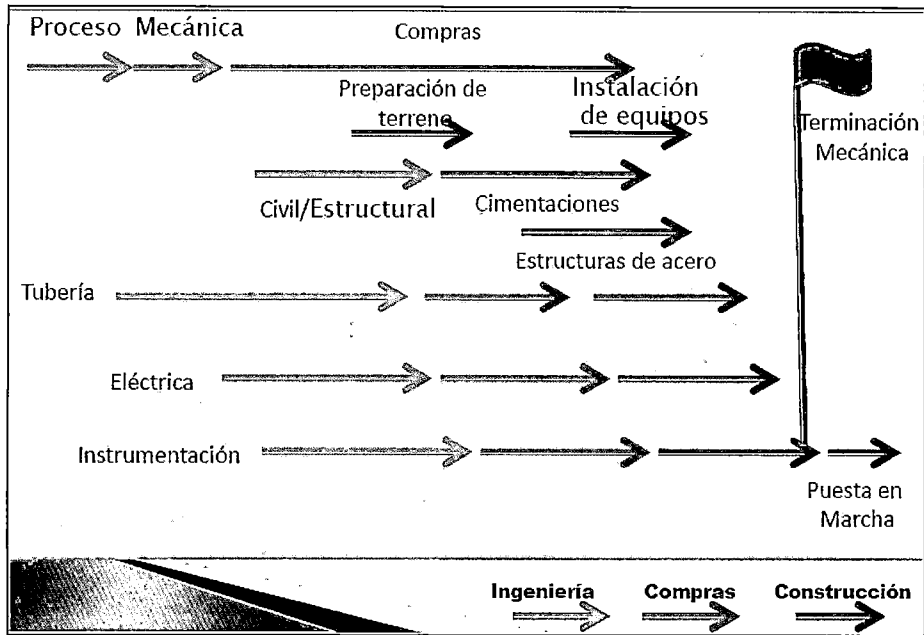 Proceso Mecánica Compras
Preparación de
terreno
Instalación
de equipos
Terminación
Mecánica
Civil/Estructural
Cimentaciones
Estructuras de acero
Tubería
Eléctrica
Instrumentación
Puesta en
Marcha
Ingeniería Compras Construcción